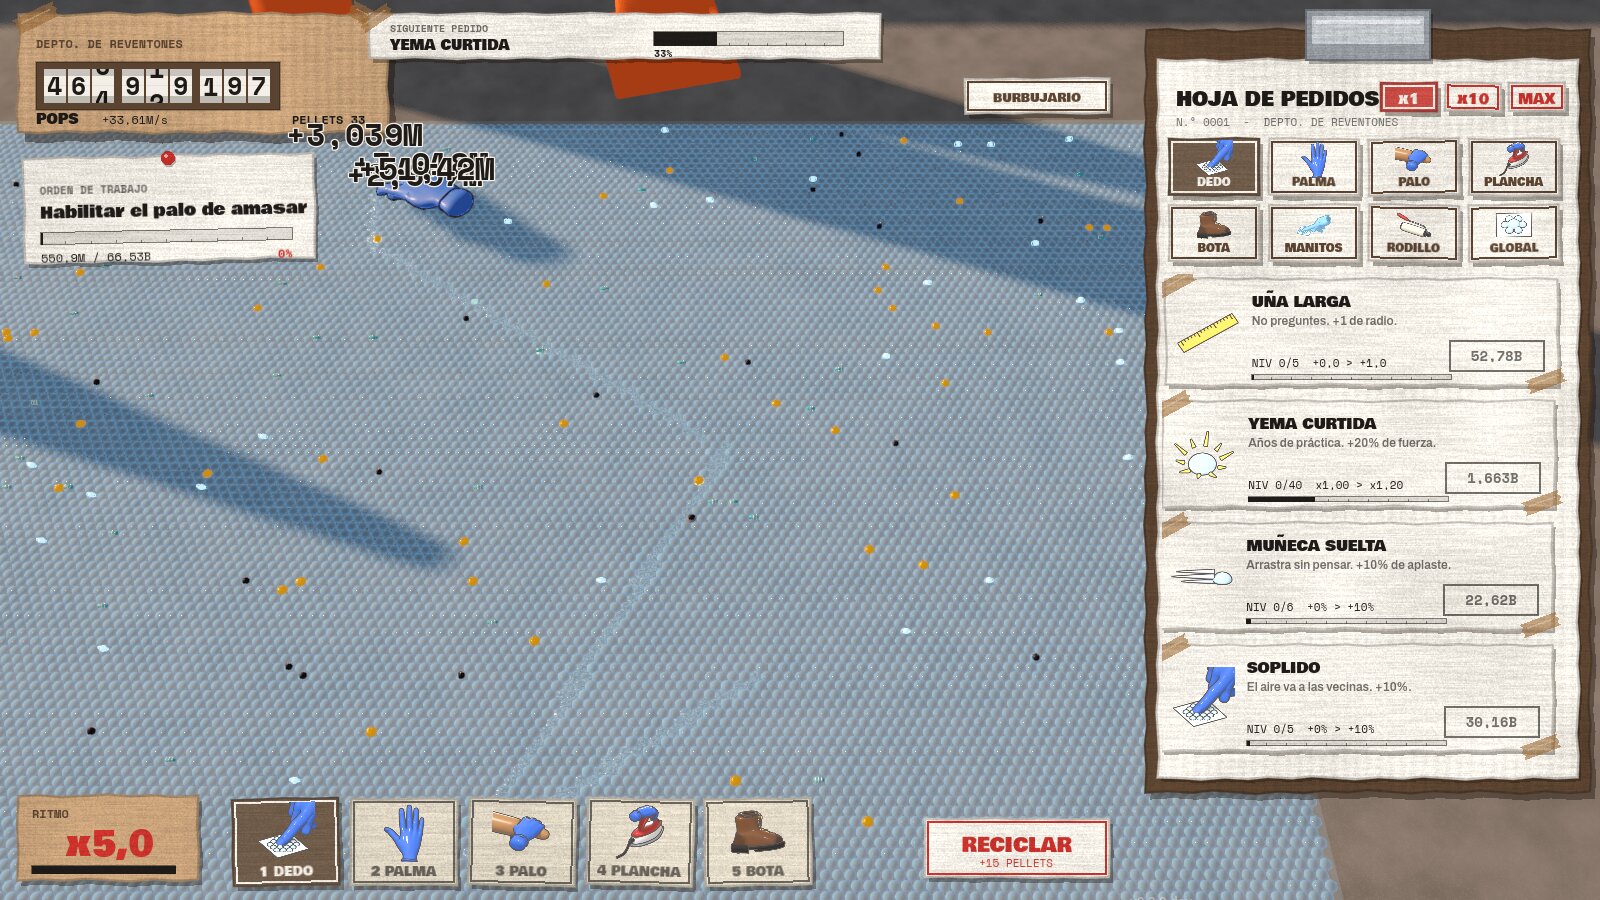 DEPTO. DE REVENTONES
POPS +33,61M/s PELLETS 33
SIGUIENTE PEDIDO
YEMA CURTIDA
33%
BURBUJARIO
+3,039M
ORDEN DE TRABAJO
Habilitar el palo de amasar
550,9M / 66,53B 0%
HOJA DE PEDIDOS x1 x10 MAX
N.° 0001 - DEPTO. DE REVENTONES
DEDO PALMA PALO PLANCHA
BOTA MANITOS RODILLO GLOBAL
UÑA LARGA
No preguntes. +1 de radio.
NIV 0/5 +0,0 > +1,0 52,78B
YEMA CURTIDA
Años de práctica. +20% de fuerza.
NIV 0/40 x1,00 > x1,20 1,663B
MUÑECA SUELTA
Arrastra sin pensar. +10% de aplaste.
NIV 0/6 +0% > +10% 22,62B
SOPLIDO
El aire va a las vecinas. +10%.
NIV 0/5 +0% > +10% 30,16B
RITMO
x5,0
1 DEDO 2 PALMA 3 PALO 4 PLANCHA 5 BOTA
RECICLAR
+15 PELLETS